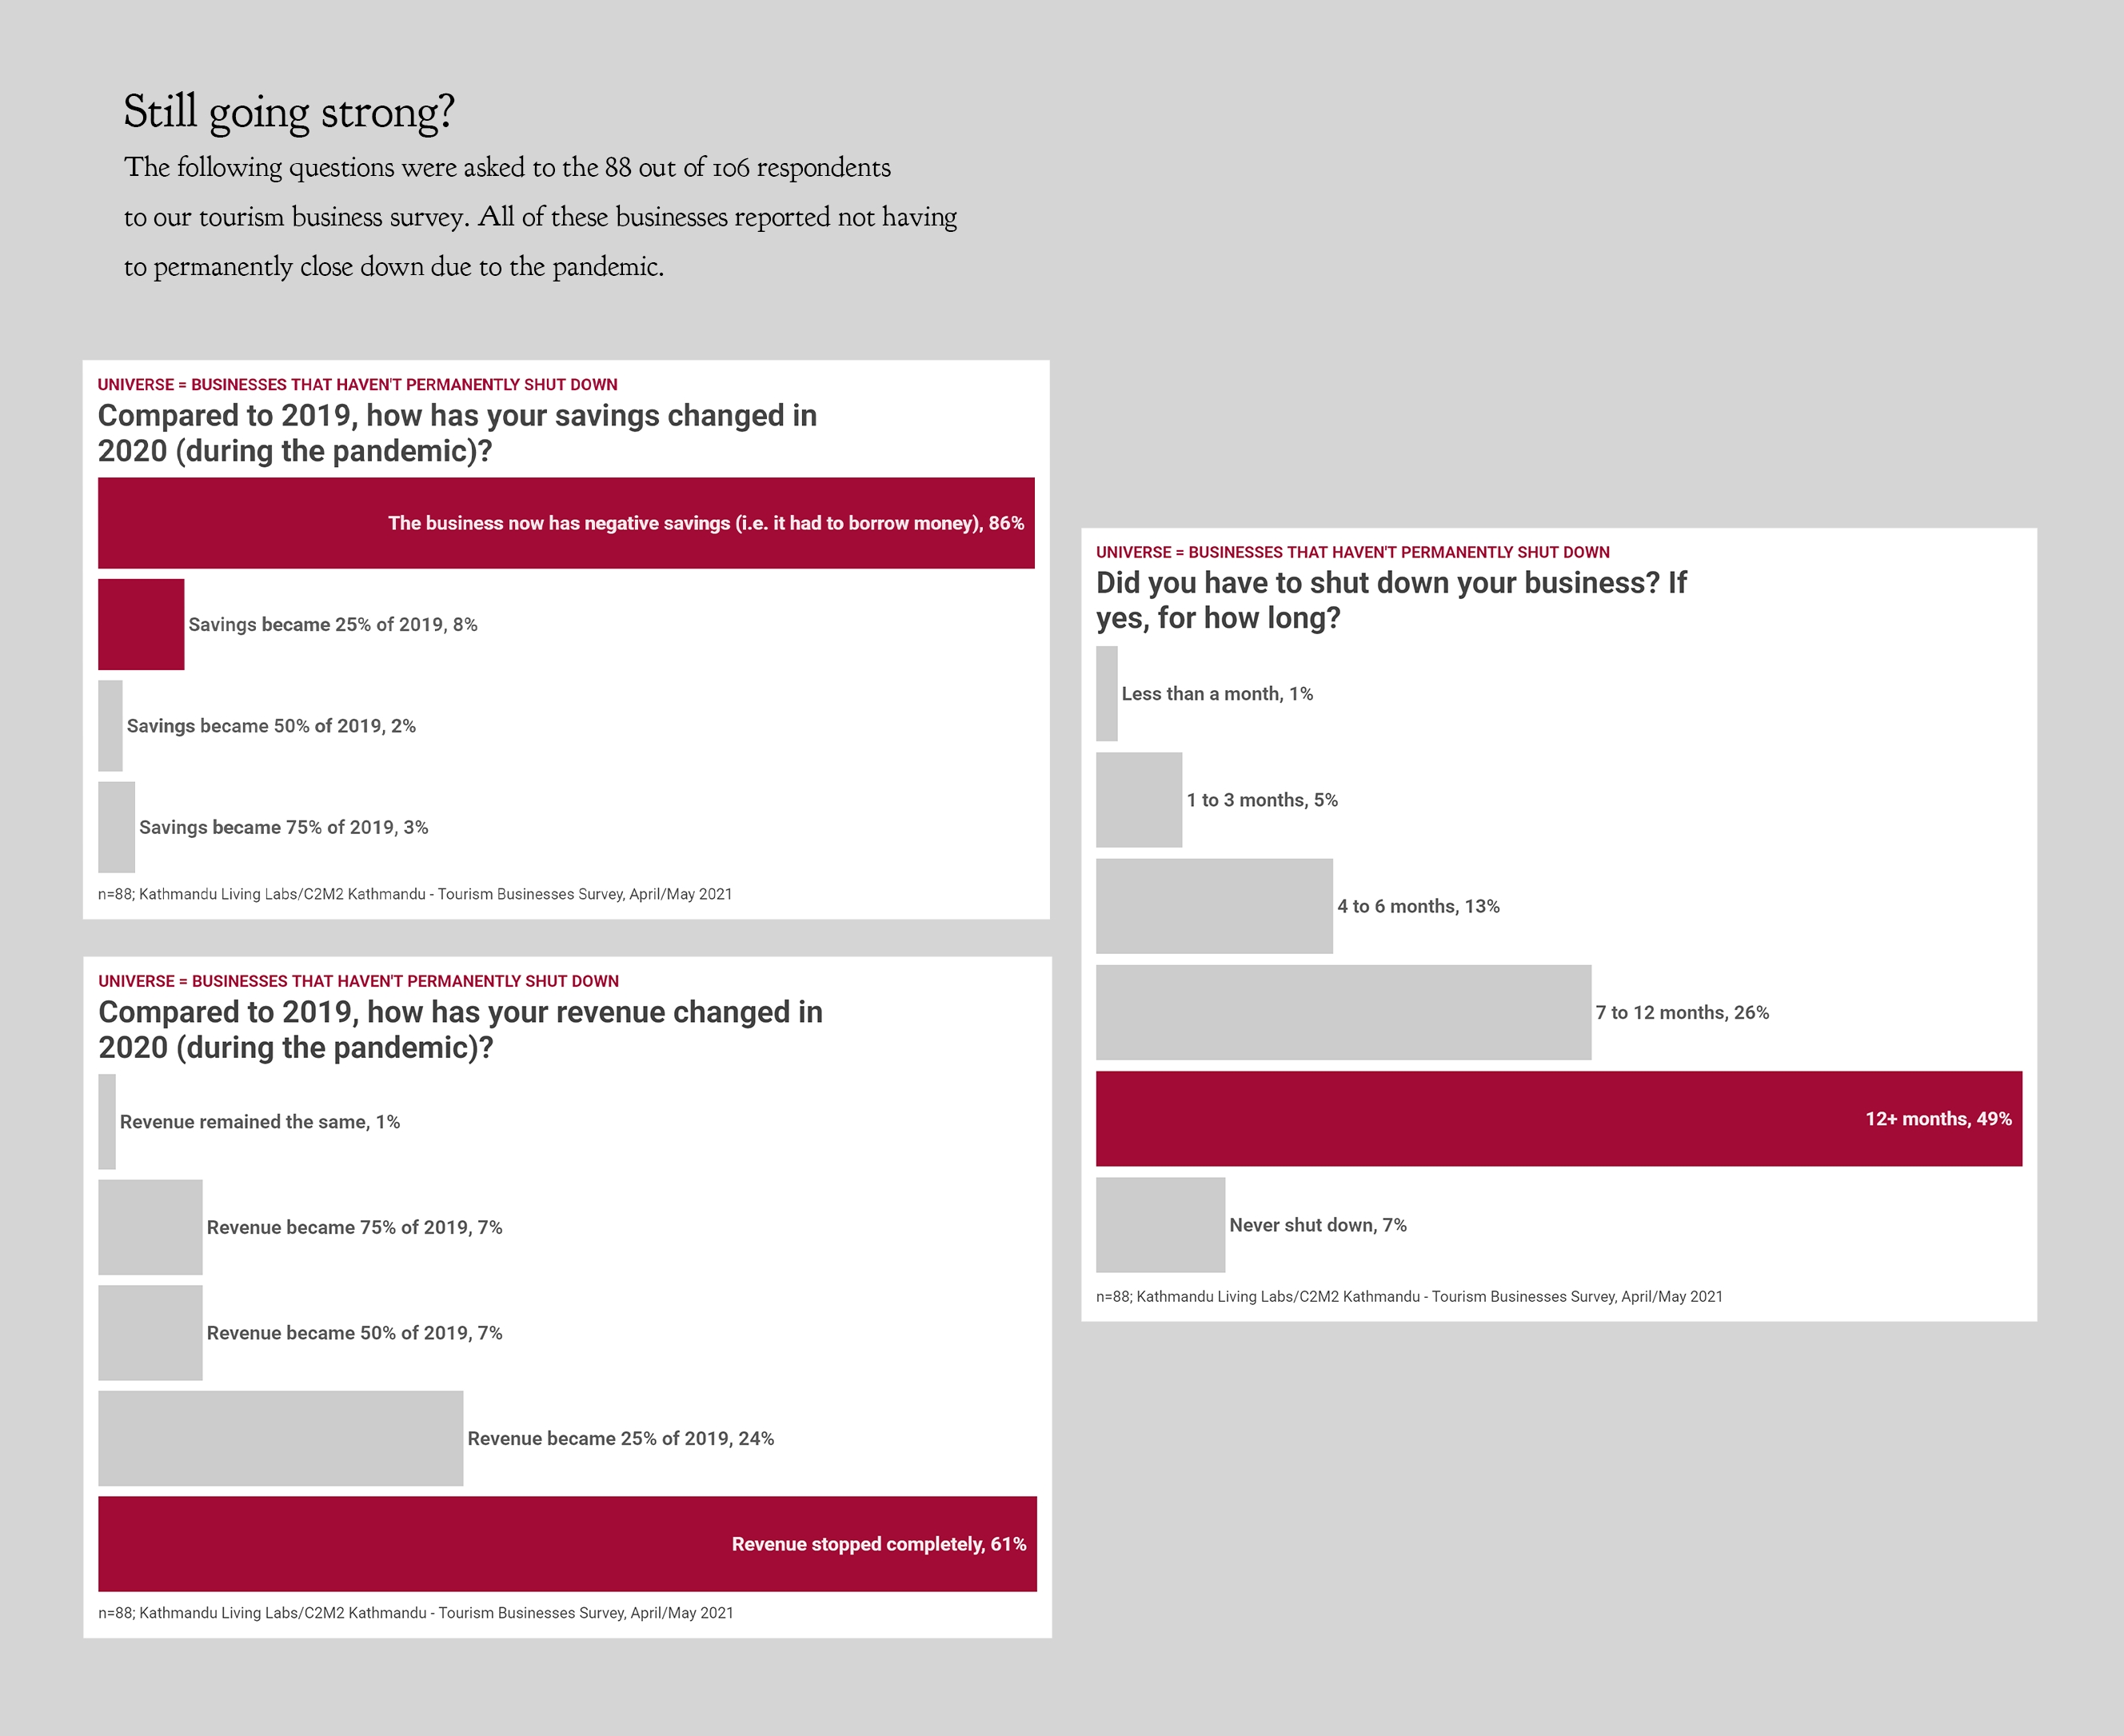 Still going strong?
The following questions were asked to the 88 out of 106 respondents
to our tourism business survey. All of these businesses reported not having
to permanently close down due to the pandemic.
UNIVERSE = BUSINESSES THAT HAVEN'T PERMANENTLY SHUT DOWN
Compared to 2019, how has your savings changed in
2020 (during the pandemic)?
The business now has negative savings (i.e. it had to borrow money), 86%
Savings became 25% of 2019, 8%
Savings became 50% of 2019, 2%
Savings became 75% of 2019, 3%
n=88; Kathmandu Living Labs/C2M2 Kathmandu - Tourism Businesses Survey, April/May 2021
UNIVERSE = BUSINESSES THAT HAVEN'T PERMANENTLY SHUT DOWN
Compared to 2019, how has your revenue changed in
2020 (during the pandemic)?
Revenue remained the same, 1%
Revenue became 75% of 2019, 7%
Revenue became 50% of 2019, 7%
Revenue became 25% of 2019, 24%
Revenue stopped completely, 61%
n=88; Kathmandu Living Labs/C2M2 Kathmandu - Tourism Businesses Survey, April/May 2021
UNIVERSE = BUSINESSES THAT HAVEN'T PERMANENTLY SHUT DOWN
Did you have to shut down your business? If
yes, for how long?
Less than a month, 1%
1 to 3 months, 5%
4 to 6 months, 13%
7 to 12 months, 26%
12+ months, 49%
Never shut down, 7%
n=88; Kathmandu Living Labs/C2M2 Kathmandu - Tourism Businesses Survey, April/May 2021